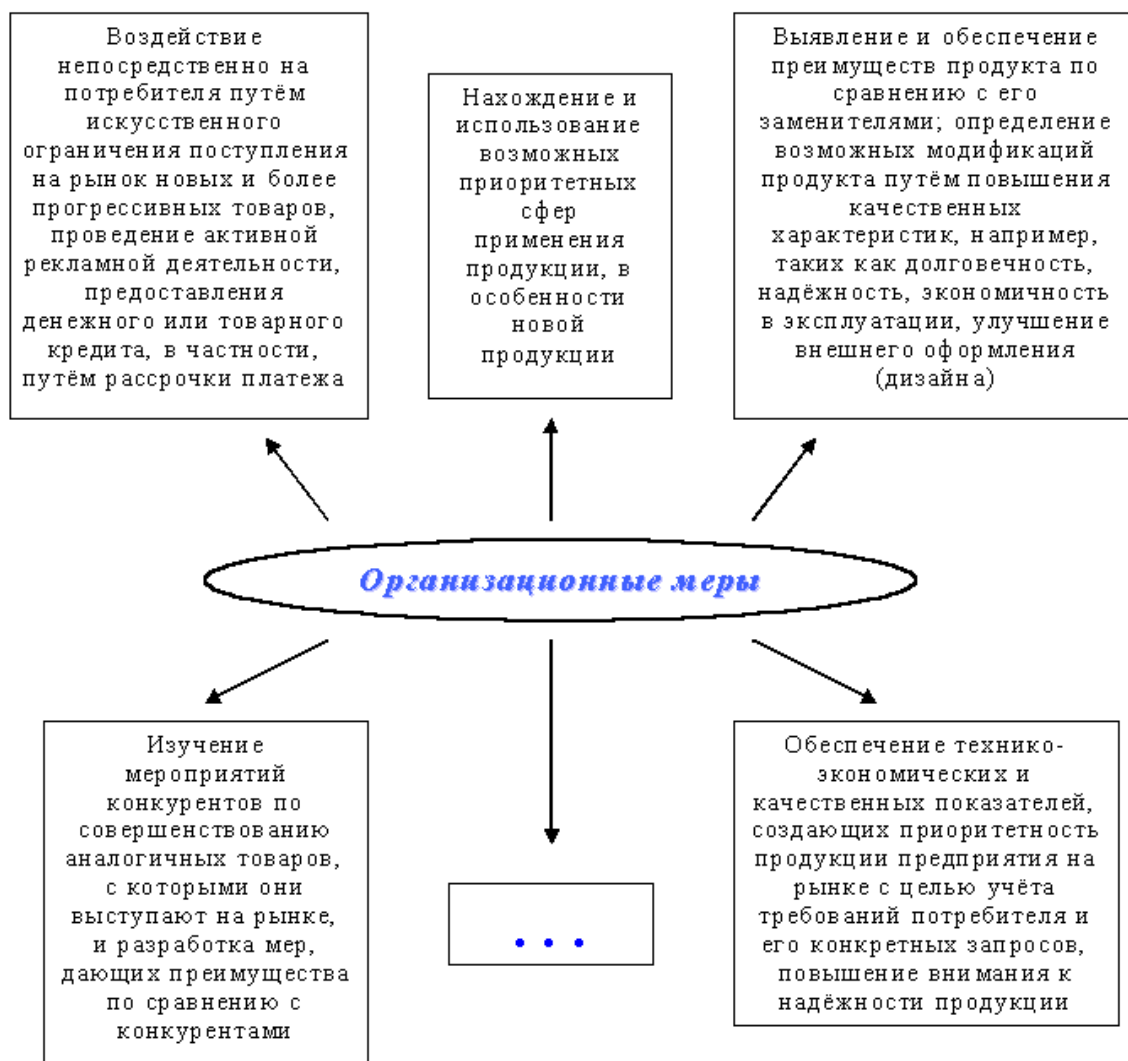 Воздействие
непосредственно на
потребителя путём
искусственного
ограничения поступления
на рынок новых и более
прогрессивных товаров,
проведение активной
рекламной деятельности,
предоставления
денежного или товарного
кредита, в частности,
путём рассрочки платежа
Нахождение и
использование
возможных
приоритетных
сфер
применения
продукции, в
особенности
новой
продукции
Выявление и обеспечение
преимуществ продукта по
сравнению с его
заменителями; определение
возможных модификаций
продукта путём повышения
качественных
характеристик, например,
таких как долговечность,
надёжность, экономичность
в эксплуатации, улучшение
внешнего оформления
(дизайна)
Организационные меры
Изучение
мероприятий
конкурентов по
совершенствованию
аналогичных товаров,
с которыми они
выступают на рынке,
и разработка мер,
дающих преимущества
по сравнению с
конкурентами
. . .
Обеспечение технико-
экономических и
качественных показателей,
создающих приоритетность
продукции предприятия на
рынке с целью учёта
требований потребителя и
его конкретных запросов,
повышение внимания к
надёжности продукции